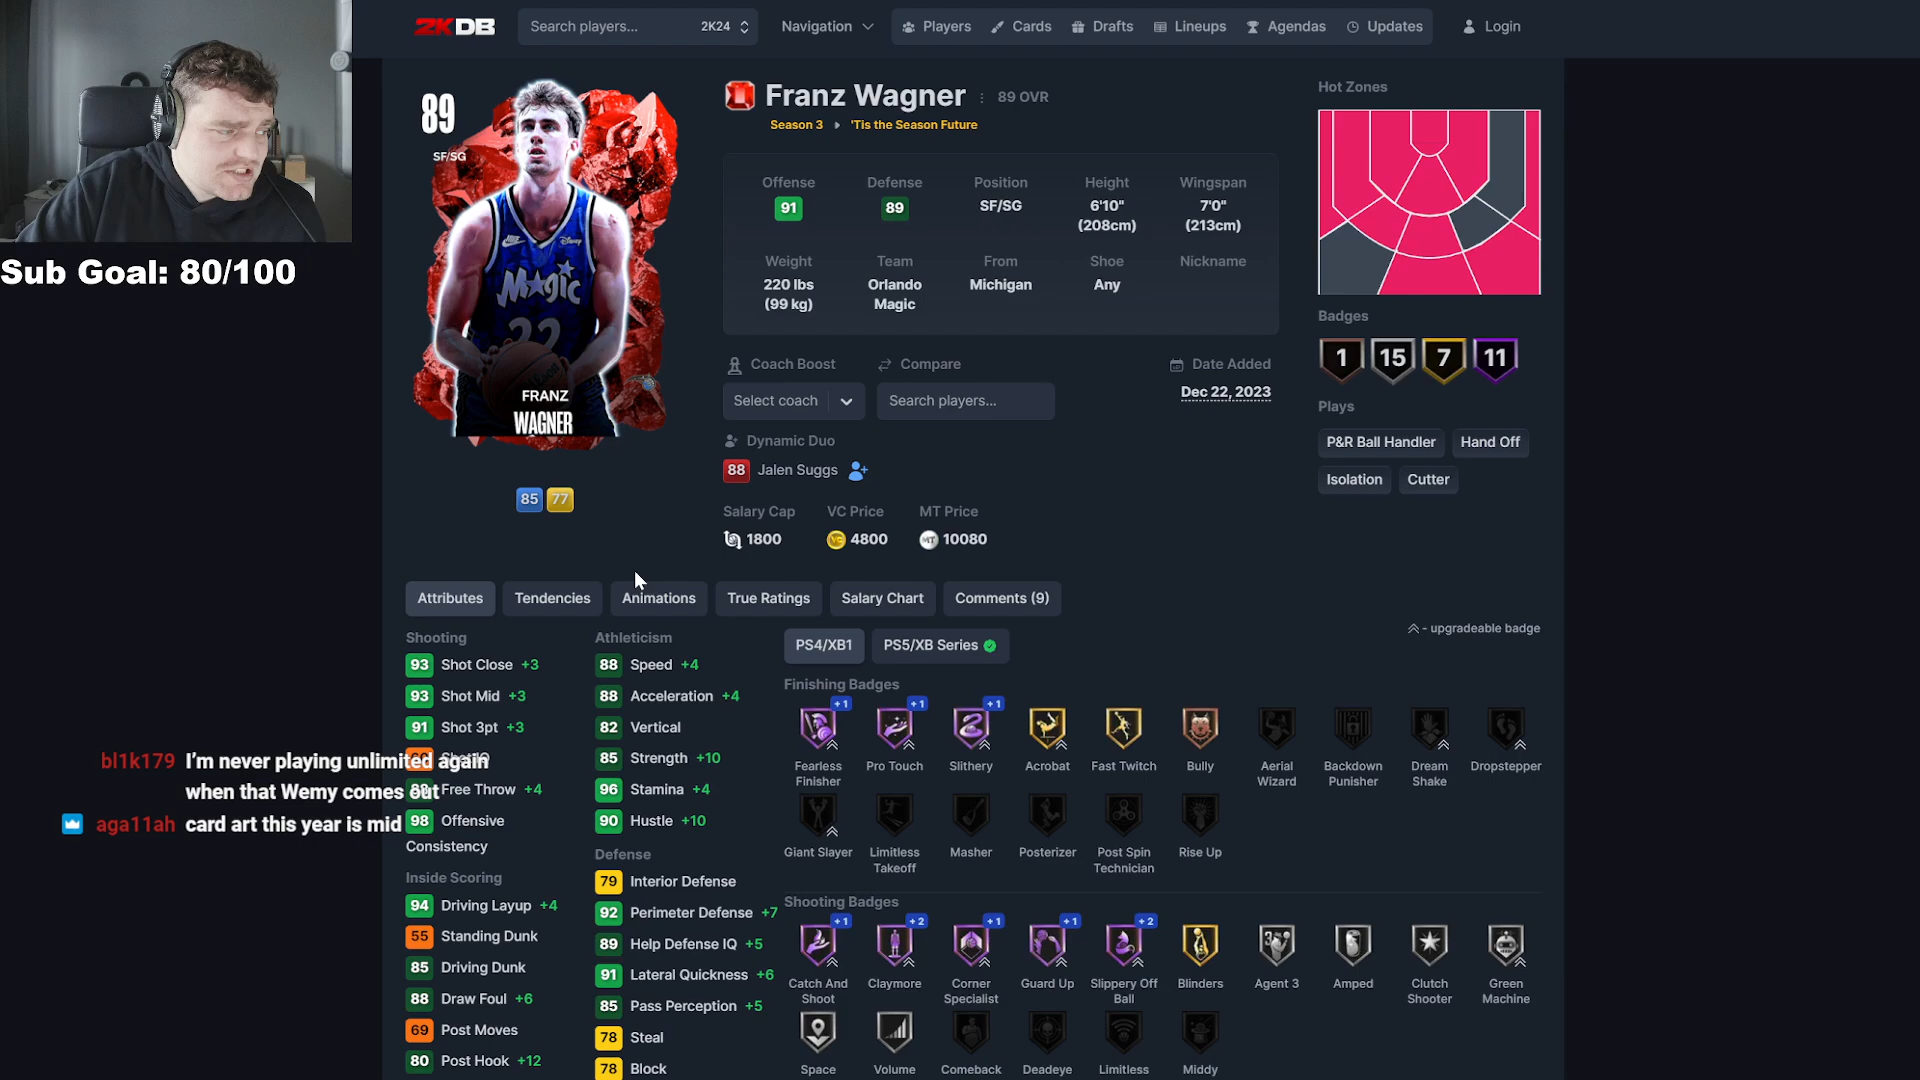 2KDB
Search players...
2K24
Navigation
Players
Cards
Drafts
Lineups
Agendas
Updates
Login
Sub Goal: 80/100
89
SF/SG
Magic
22
Disney
FRANZ
WAGNER
85
77
Franz Wagner : 89 OVR
Season 3 ▸ 'Tis the Season Future
Offense
91
Defense
89
Position
SF/SG
Height
6'10"
(208cm)
Wingspan
7'0"
(213cm)
Weight
220 lbs
(99 kg)
Team
Orlando
Magic
From
Michigan
Shoe
Any
Nickname
Coach Boost
Select coach
Compare
Search players...
Date Added
Dec 22, 2023
Dynamic Duo
88 Jalen Suggs
Salary Cap
1800
VC Price
VC 4800
MT Price
MT 10080
Hot Zones
Badges
1
15
7
11
Plays
P&R Ball Handler
Hand Off
Isolation
Cutter
Attributes
Tendencies
Animations
True Ratings
Salary Chart
Comments (9)
- upgradeable badge
Shooting
93 Shot Close +3
93 Shot Mid +3
91 Shot 3pt +3
Free Throw +4
98 Offensive
Consistency
Inside Scoring
94 Driving Layup +4
55 Standing Dunk
85 Driving Dunk
88 Draw Foul +6
69 Post Moves
80 Post Hook +12
bl1k179 I'm never playing unlimited again
when that Wemy comes out
aga11ah card art this year is mid
Athleticism
88 Speed +4
88 Acceleration +4
82 Vertical
85 Strength +10
96 Stamina +4
90 Hustle +10
Defense
79 Interior Defense
92 Perimeter Defense +7
89 Help Defense IQ +5
91 Lateral Quickness +6
85 Pass Perception +5
78 Steal
78 Block
PS4/XB1
PS5/XB Series
Finishing Badges
+1
+1
+1
Fearless
Finisher
Pro Touch
Slithery
Acrobat
Fast Twitch
Bully
Aerial
Wizard
Backdown
Punisher
Dream
Shake
Dropstepper
Giant Slayer
Limitless
Takeoff
Masher
Posterizer
Post Spin
Technician
Rise Up
Shooting Badges
+1
+2
+1
+1
+2
Catch And
Shoot
Claymore
Corner
Specialist
Guard Up
Slippery Off
Ball
Blinders
Agent 3
Amped
Clutch
Shooter
Green
Machine
Space
Volume
Comeback
Deadeye
Limitless
Middy